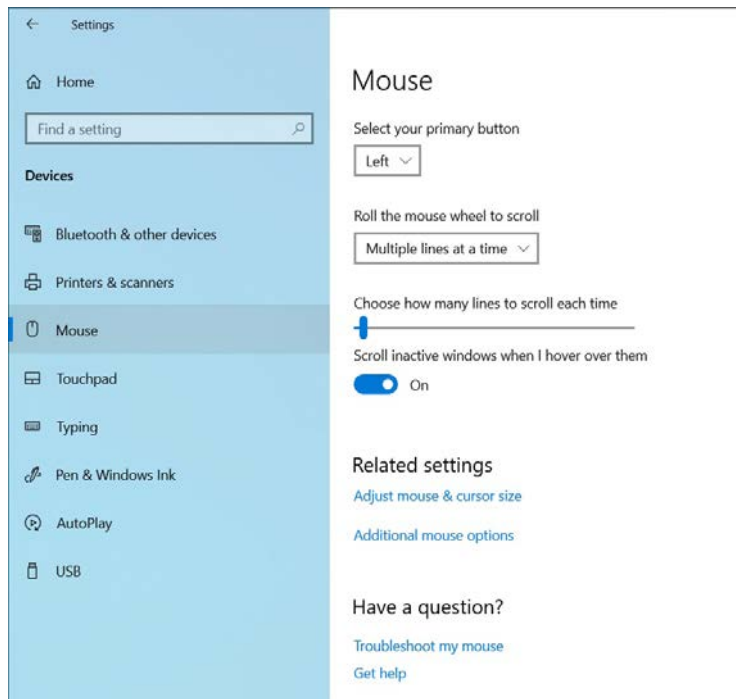 Settings
Home
Find a setting
Devices
Bluetooth & other devices
Printers & scanners
Mouse
Touchpad
Typing
Pen & Windows Ink
AutoPlay
USB
Mouse
Select your primary button
Left
Roll the mouse wheel to scroll
Multiple lines at a time
Choose how many lines to scroll each time
Scroll inactive windows when I hover over them
On
Related settings
Adjust mouse & cursor size
Additional mouse options
Have a question?
Troubleshoot my mouse
Get help